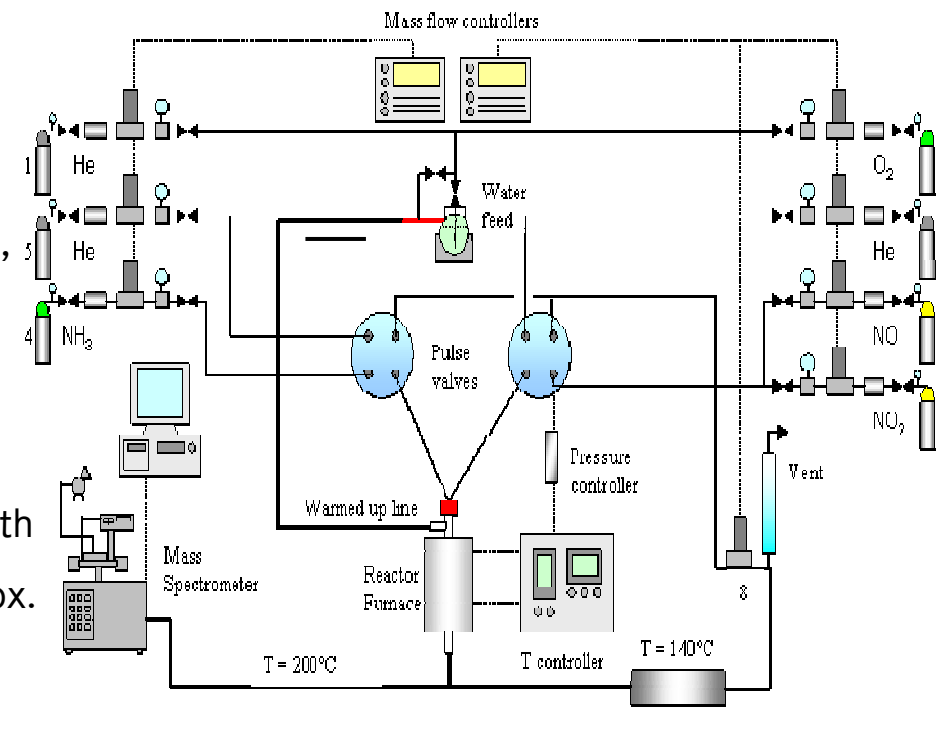 Mass flow controllers
1
He
O2
Water
feed
, 5
He
He
4
NH3
NO
Pulse
valves
NO2
Pressure
controller
Vent
th
Warmed up line
Mass
Spectrometer
Reactor
Furnace
ox.
8
T = 200°C
T controller
T = 140°C